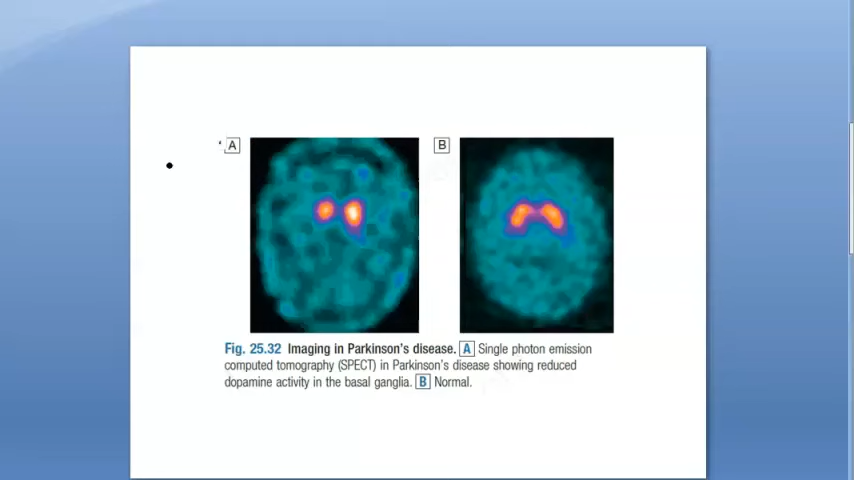 A
B
Fig. 25.32 Imaging in Parkinson's disease. A Single photon emission
computed tomography (SPECT) in Parkinson's disease showing reduced
dopamine activity in the basal ganglia. B Normal.